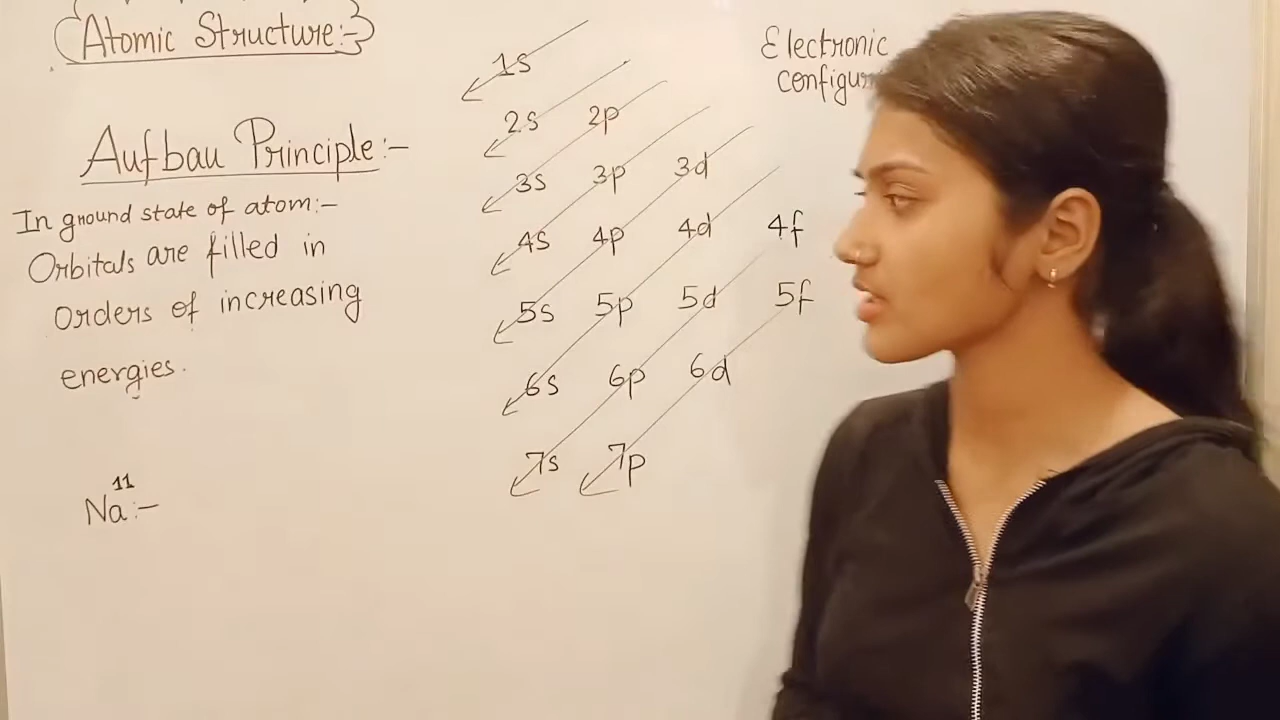 Atomic Structure:-
Aufbau Principle:-
In ground state of atom:-
Orbitals are filled in
orders of increasing
energies.
11
Na:-
1s
2s 2p
3s 3p 3d
4s 4p 4d 4f
5s 5p 5d 5f
6s 6p 6d
7s 7p
Electronic